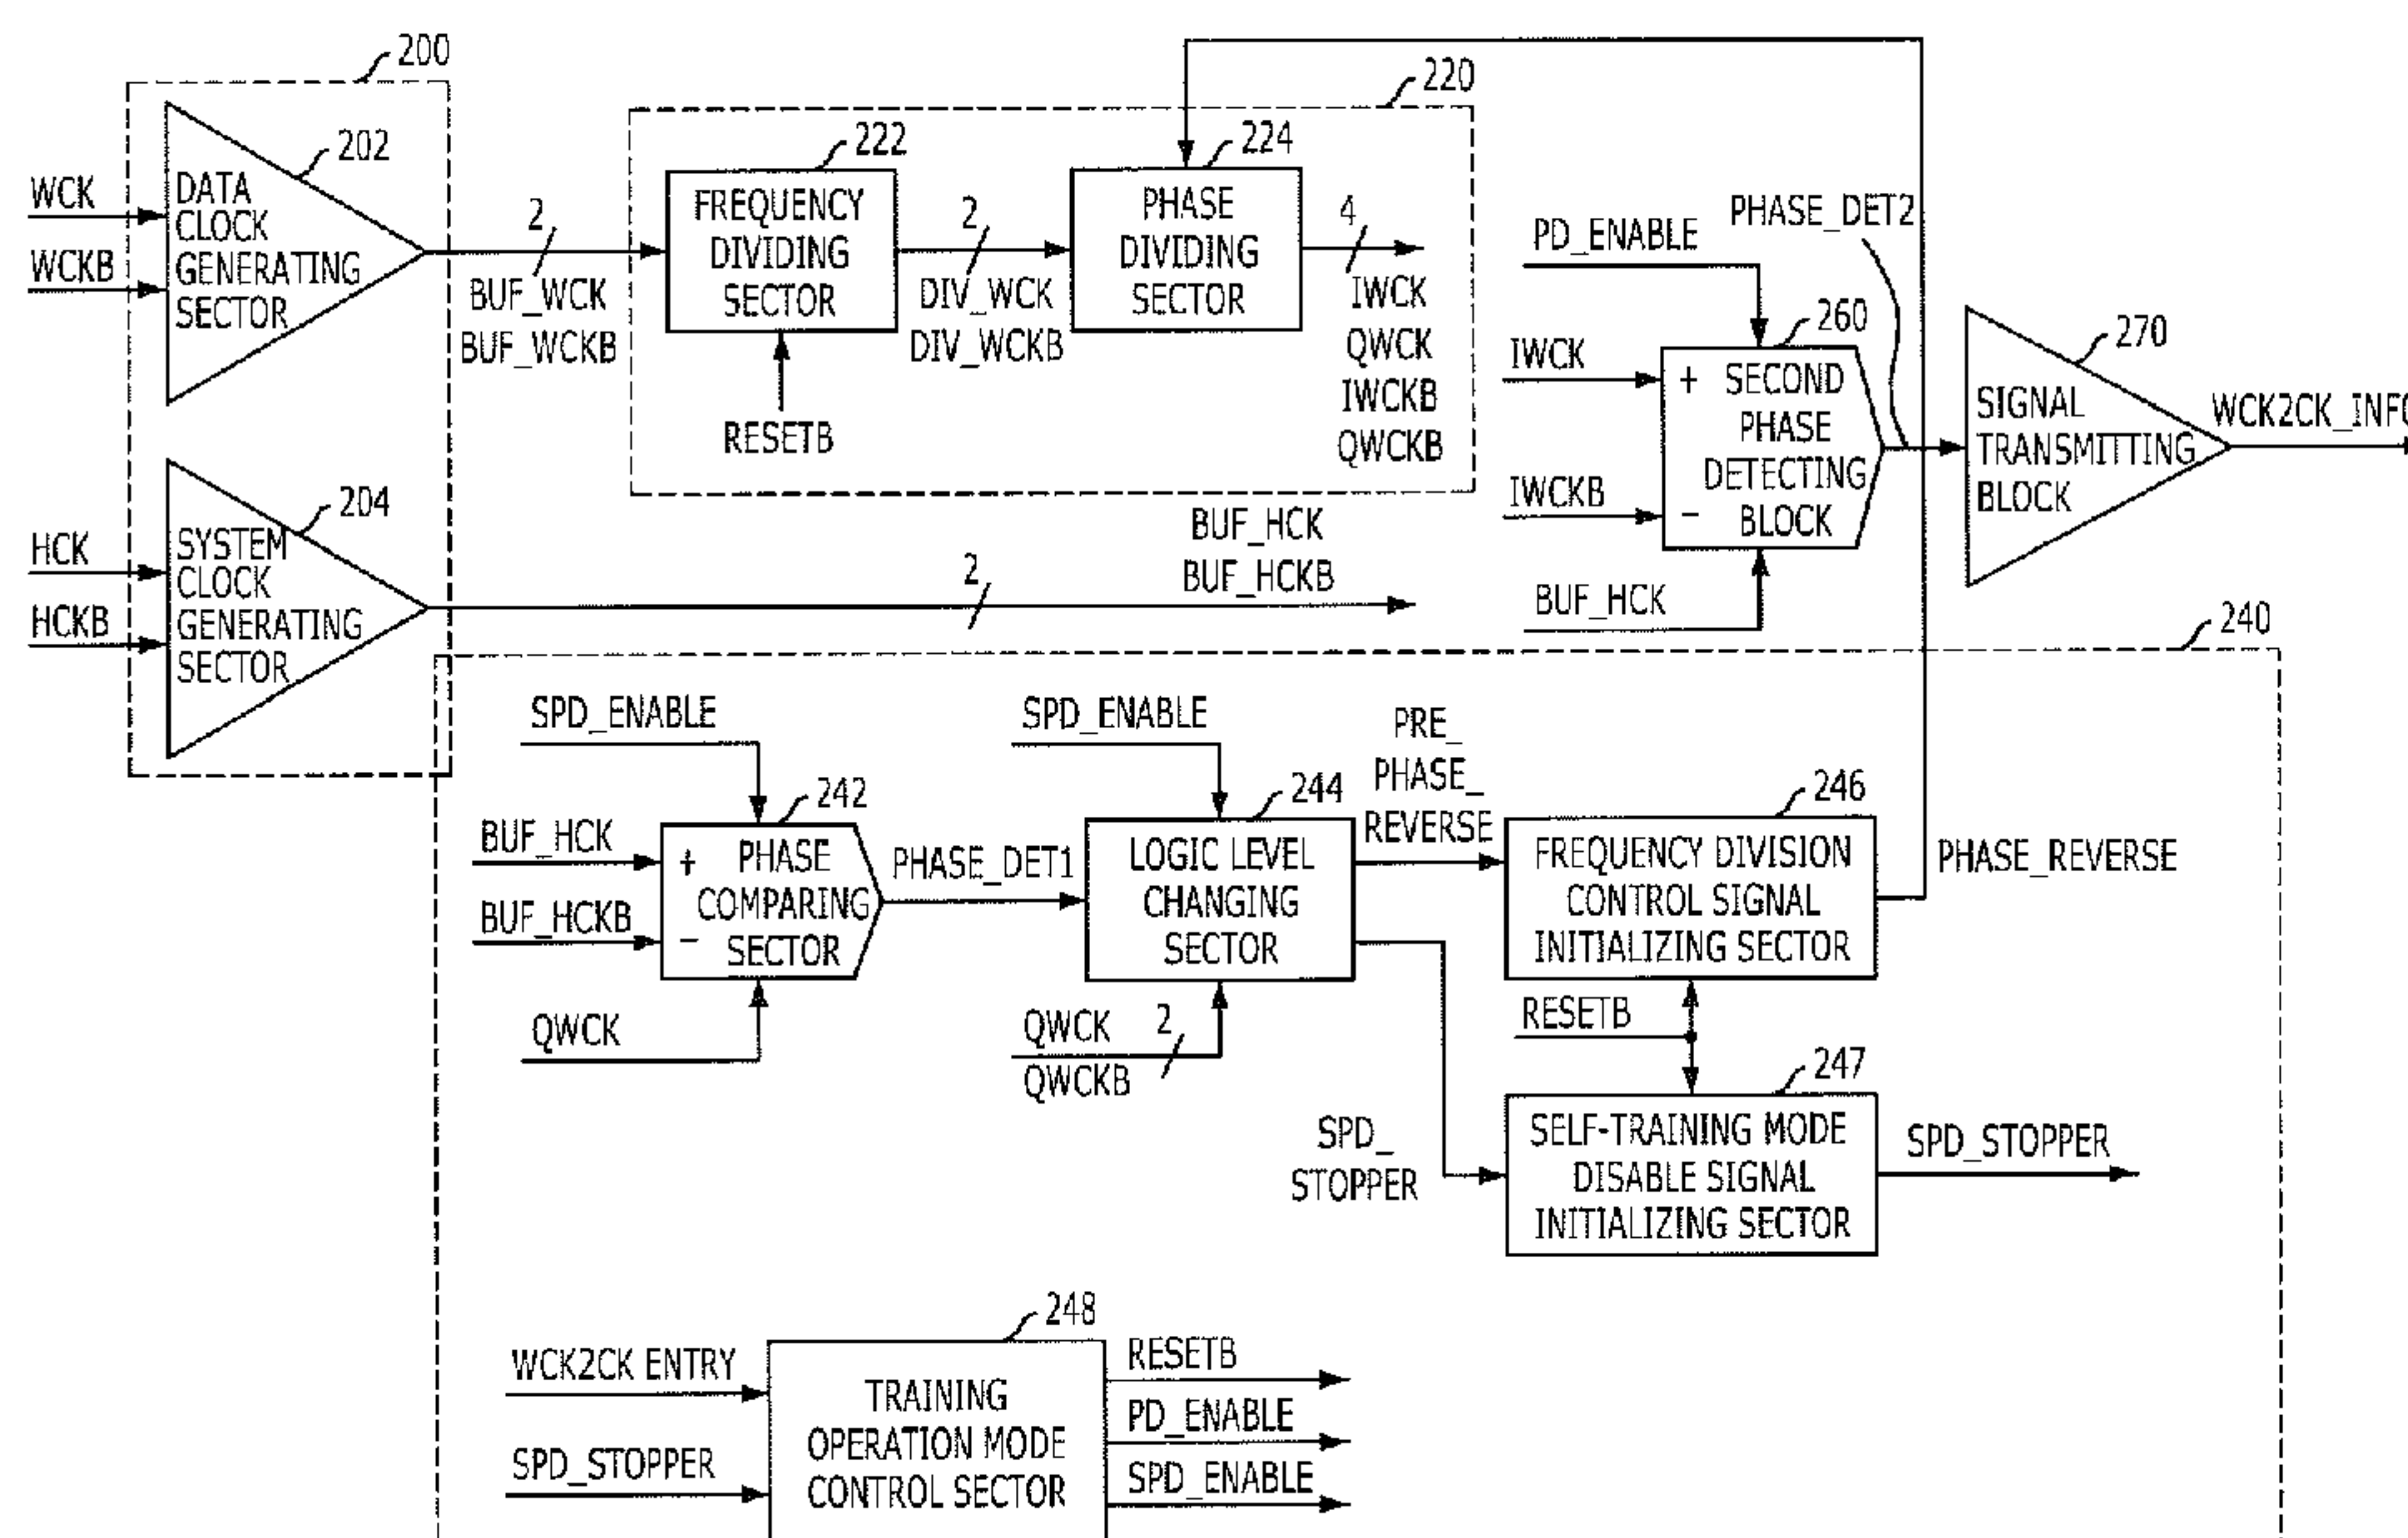 200
202
WCK
WCKB
DATA
CLOCK
GENERATING
SECTOR
2
BUF_WCK
BUF_WCKB
220
222
FREQUENCY
DIVIDING
SECTOR
RESETB
2
DIV_WCK
DIV_WCKB
224
PHASE
DIVIDING
SECTOR
4
IWCK
QWCK
IWCKB
QWCKB
204
HCK
HCKB
SYSTEM
CLOCK
GENERATING
SECTOR
2
BUF_HCK
BUF_HCKB
PD_ENABLE
PHASE_DET2
260
IWCK
IWCKB
+ SECOND
PHASE
DETECTING
- BLOCK
BUF_HCK
270
SIGNAL
TRANSMITTING
BLOCK
WCK2CK_INFO
240
SPD_ENABLE
242
BUF_HCK
BUF_HCKB
+ PHASE
COMPARING
- SECTOR
QWCK
PHASE_DET1
SPD_ENABLE
244
LOGIC LEVEL
CHANGING
SECTOR
QWCK
QWCKB
2
PRE_
PHASE_
REVERSE
246
FREQUENCY DIVISION
CONTROL SIGNAL
INITIALIZING SECTOR
PHASE_REVERSE
RESETB
247
SPD_
STOPPER
SELF-TRAINING MODE
DISABLE SIGNAL
INITIALIZING SECTOR
SPD_STOPPER
248
WCK2CK ENTRY
SPD_STOPPER
TRAINING
OPERATION MODE
CONTROL SECTOR
RESETB
PD_ENABLE
SPD_ENABLE